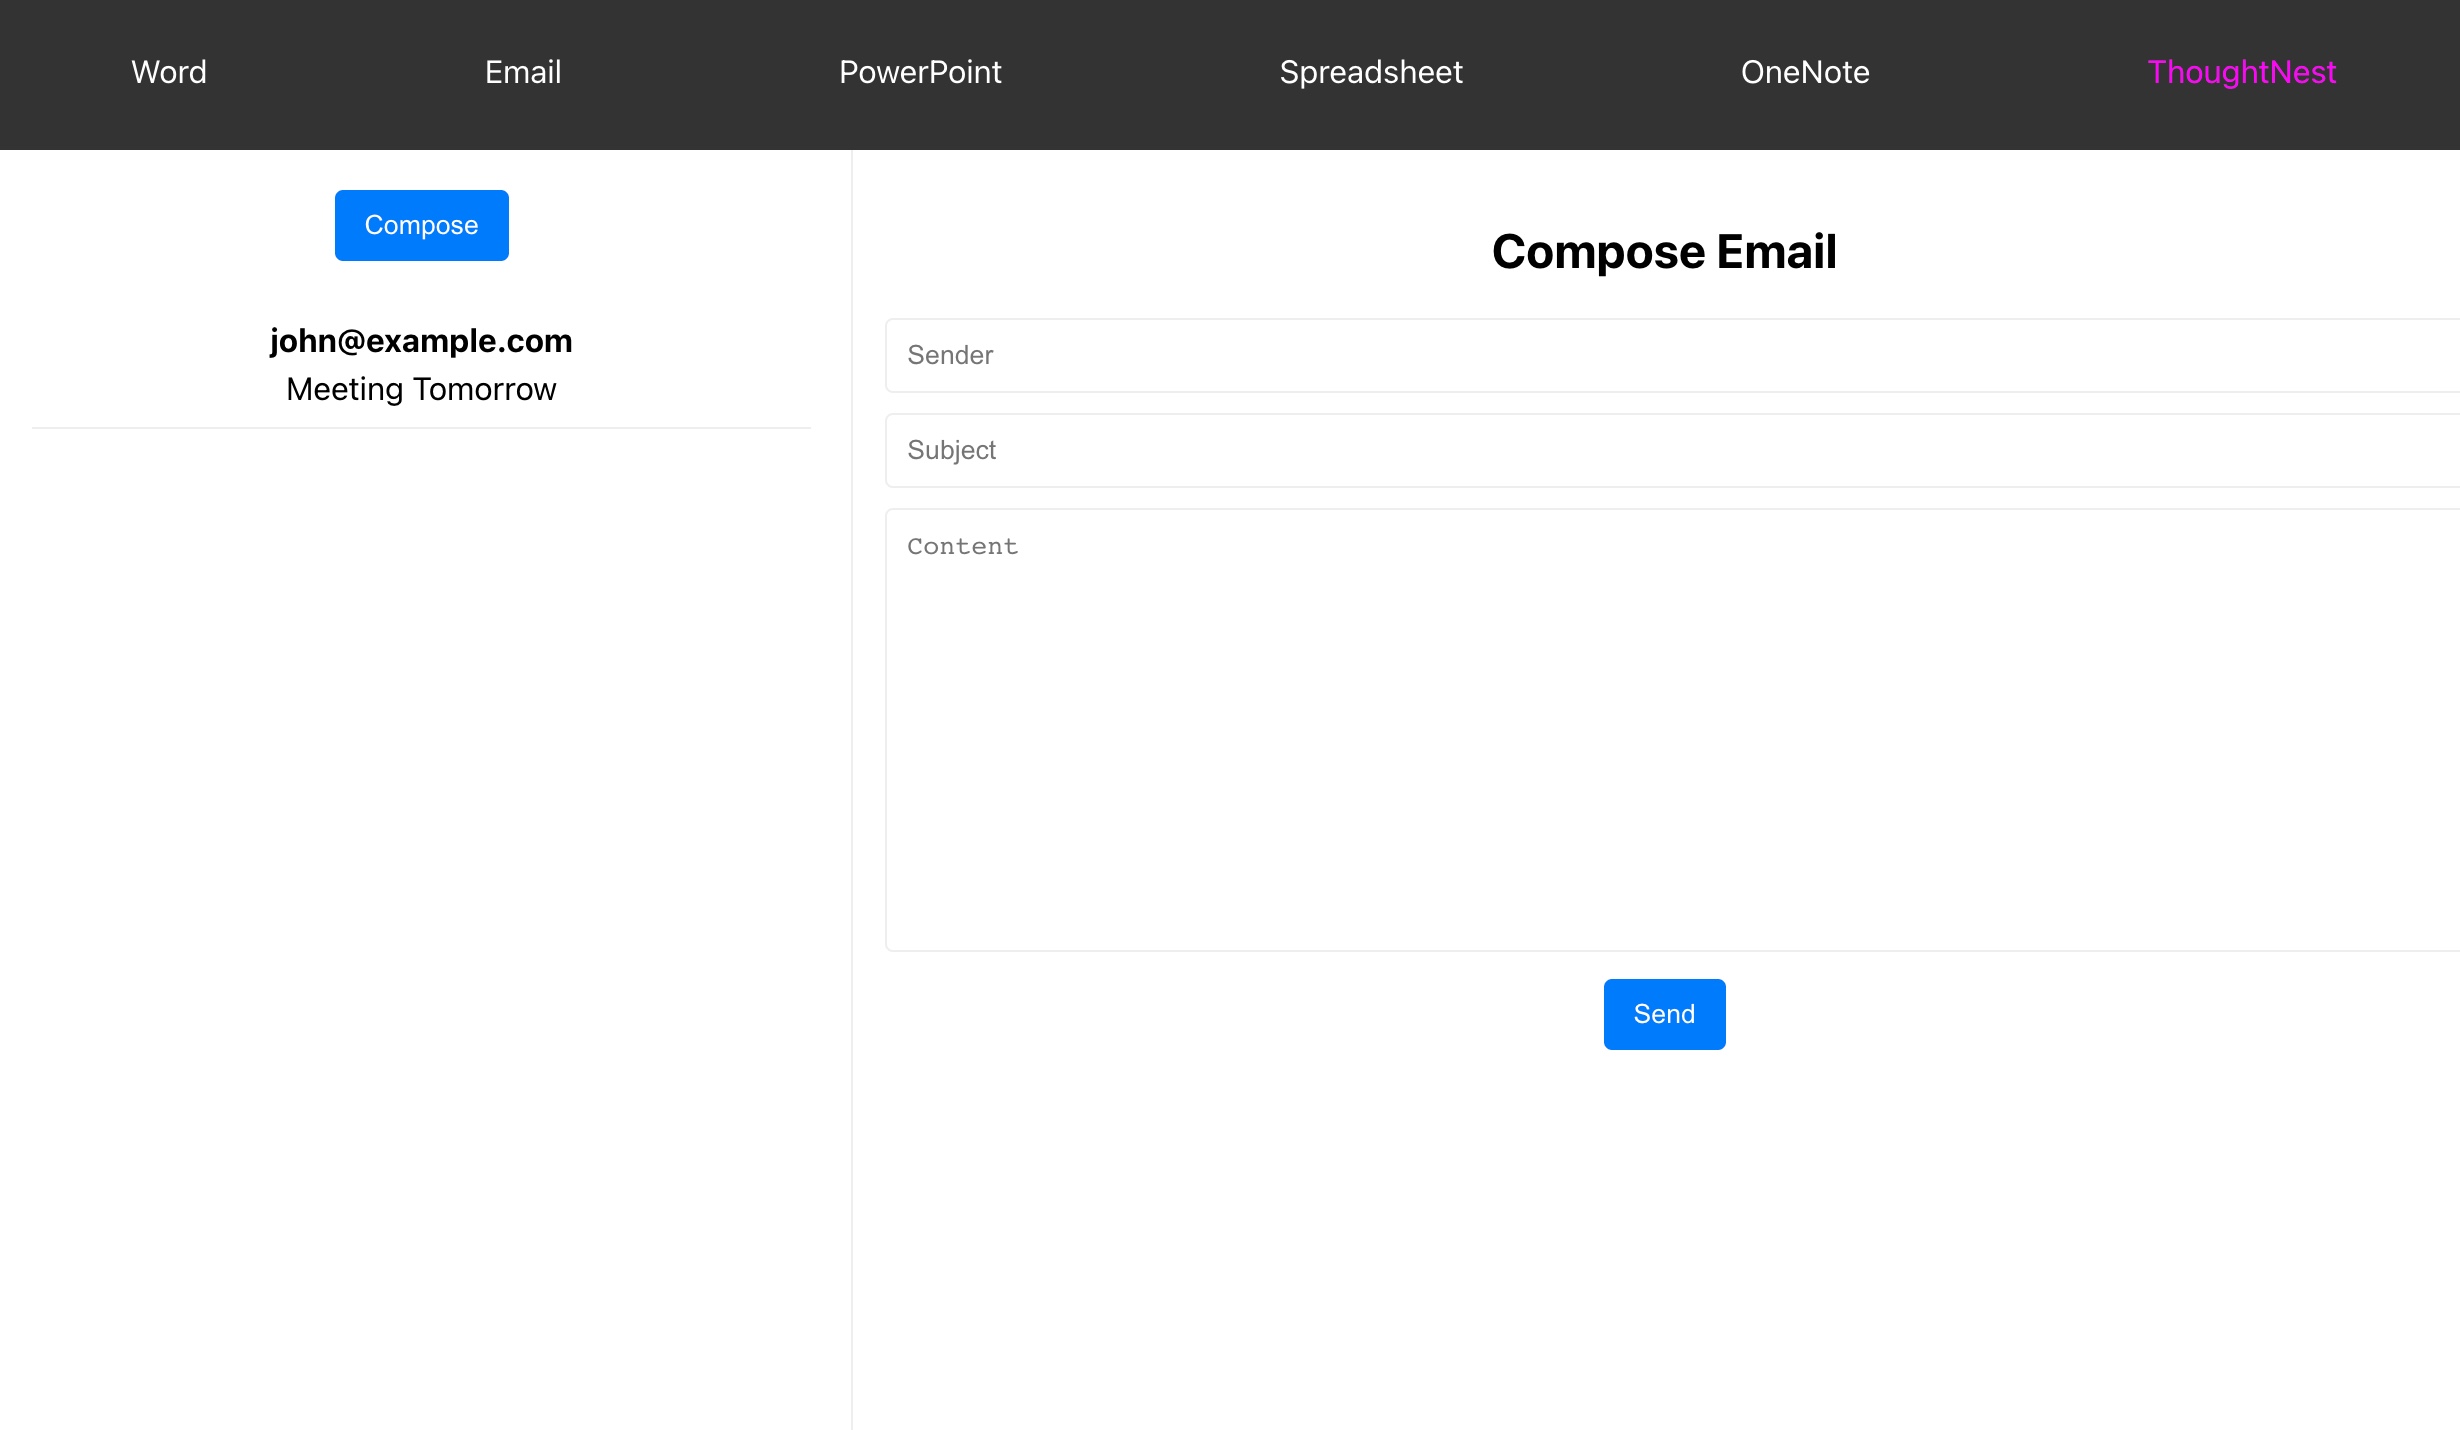 Word Email PowerPoint Spreadsheet OneNote ThoughtNest
Compose
john@example.com
Meeting Tomorrow
Compose Email
Sender
Subject
Content
Send